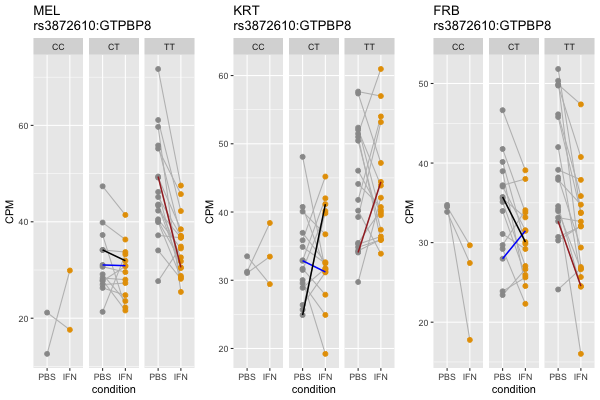 MEL
rs3872610:GTPBP8
CC CT TT
60
40
20
CPM
PBS IFN PBS IFN PBS IFN
condition
KRT
rs3872610:GTPBP8
CC CT TT
60
50
40
30
20
CPM
PBS IFN PBS IFN PBS IFN
condition
FRB
rs3872610:GTPBP8
CC CT TT
50
40
30
20
CPM
PBS IFN PBS IFN PBS IFN
condition